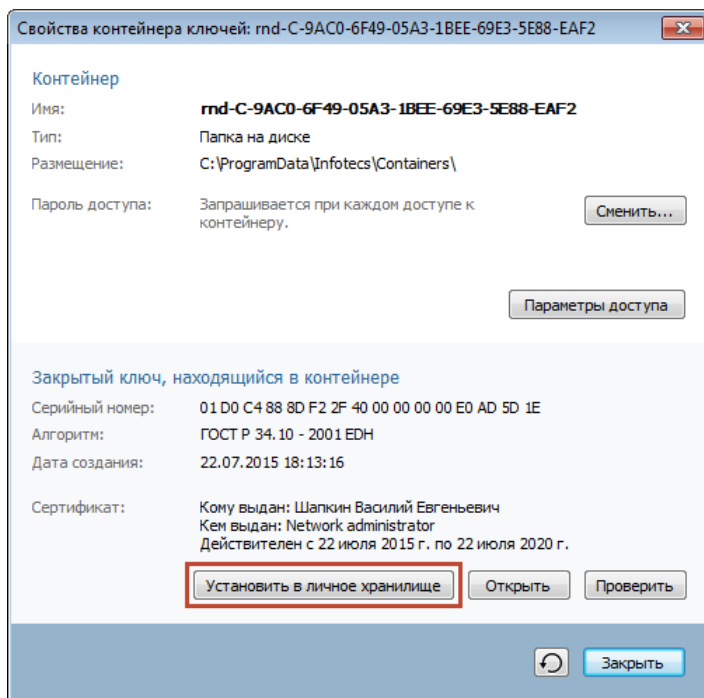 Свойства контейнера ключей: rnd-C-9AC0-6F49-05A3-1BEE-69E3-5E88-EAF2
Контейнер
Имя: rnd-C-9AC0-6F49-05A3-1BEE-69E3-5E88-EAF2
Тип: Папка на диске
Размещение: C:\ProgramData\Infotecs\Containers\
Пароль доступа: Запрашивается при каждом доступе к контейнеру. Сменить...
Параметры доступа
Закрытый ключ, находящийся в контейнере
Серийный номер: 01 D0 C4 88 8D F2 2F 40 00 00 00 00 E0 AD 5D 1E
Алгоритм: ГОСТ Р 34.10 - 2001 EDH
Дата создания: 22.07.2015 18:13:16
Сертификат: Кому выдан: Шапкин Василий Евгеньевич
Кем выдан: Network administrator
Действителен с 22 июля 2015 г. по 22 июля 2020 г.
Установить в личное хранилище Открыть Проверить
Закрыть